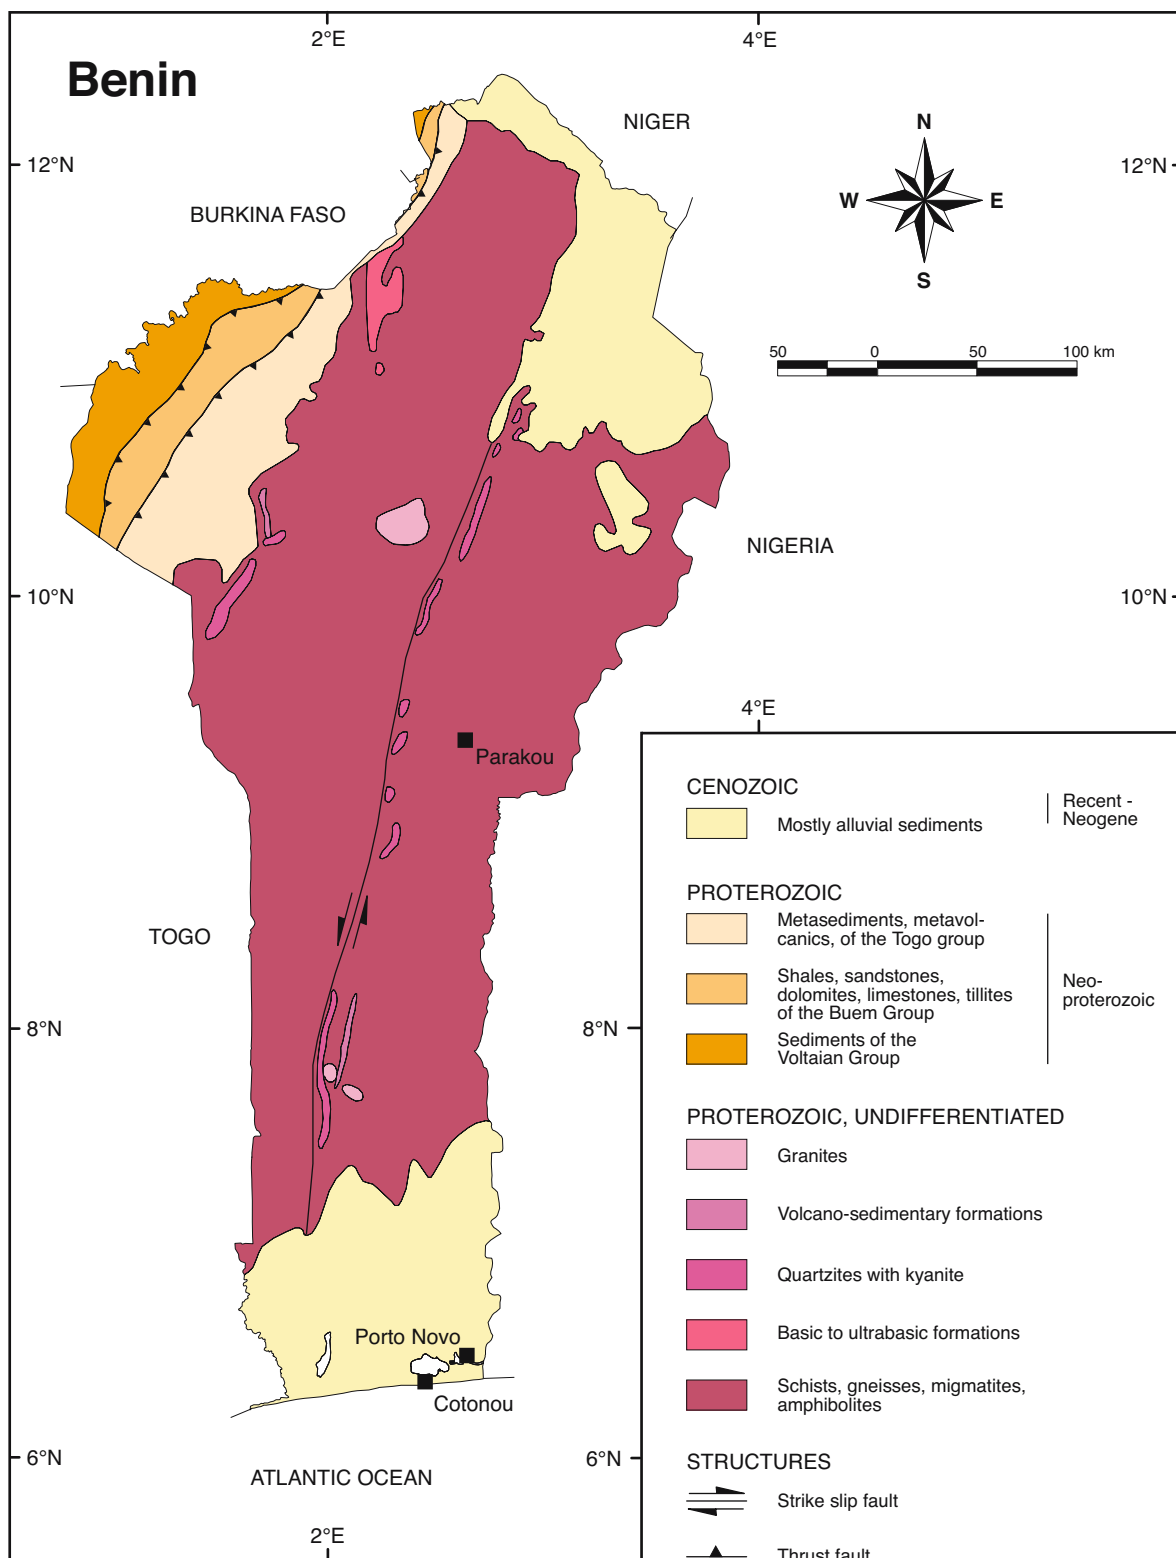 2°E
4°E
Benin
NIGER
N
12°N
12°N
W
E
BURKINA FASO
S
50
0
50
100 km
NIGERIA
10°N
10°N
4°E
Parakou
CENOZOIC
Mostly alluvial sediments
Recent -
Neogene
PROTEROZOIC
Metasediments, metavol-
canics, of the Togo group
TOGO
Shales, sandstones,
dolomites, limestones, tillites
of the Buem Group
Neo-
proterozoic
8°N
8°N
Sediments of the
Voltaian Group
PROTEROZOIC, UNDIFFERENTIATED
Granites
Volcano-sedimentary formations
Quartzites with kyanite
Porto Novo
Basic to ultrabasic formations
Cotonou
Schists, gneisses, migmatites,
amphibolites
6°N
6°N
STRUCTURES
ATLANTIC OCEAN
Strike slip fault
2°E
Thrust fault